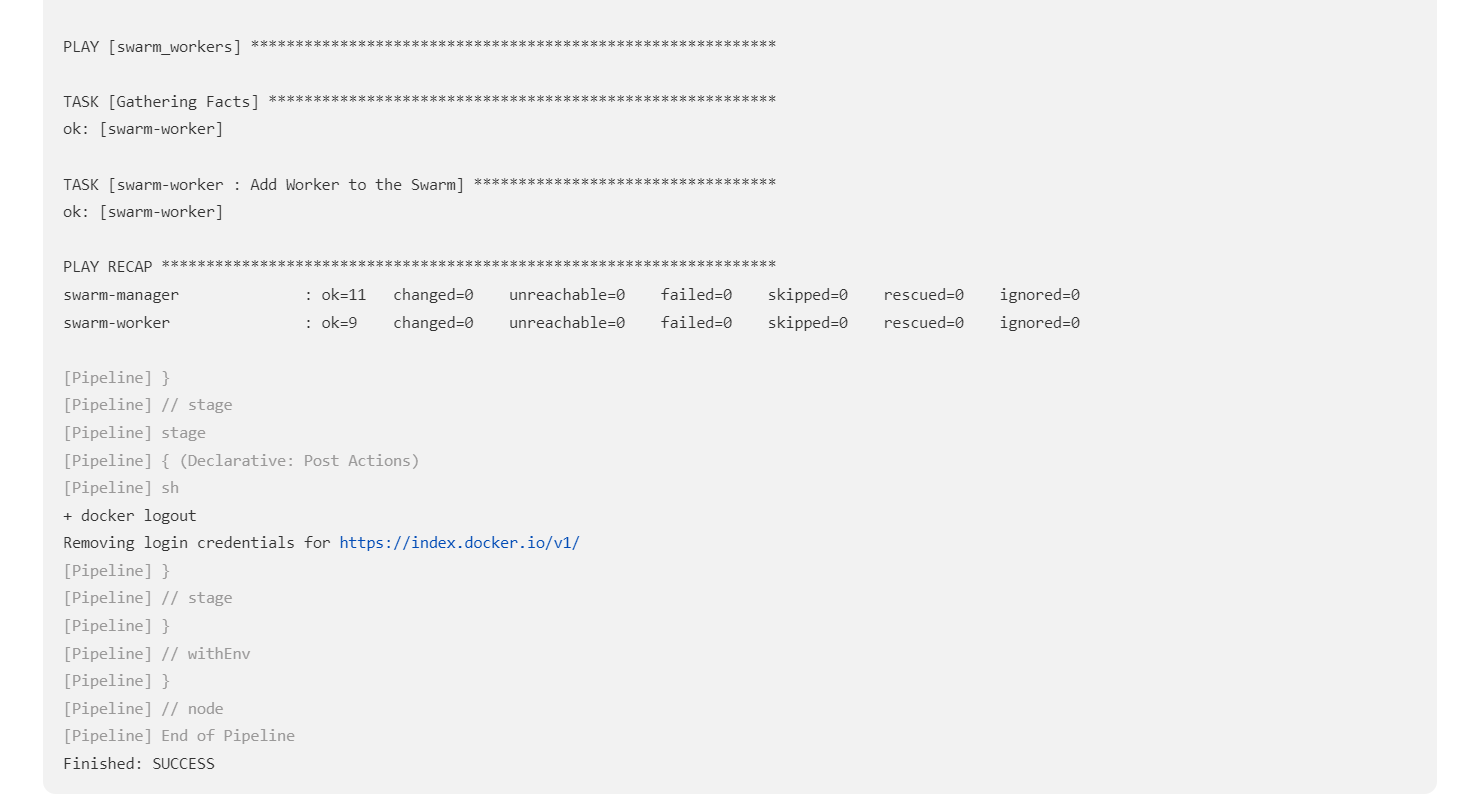 PLAY [swarm_workers] ***********************************************************

TASK [Gathering Facts] *********************************************************
ok: [swarm-worker]

TASK [swarm-worker : Add Worker to the Swarm] **********************************
ok: [swarm-worker]

PLAY RECAP *********************************************************************
swarm-manager              : ok=11   changed=0    unreachable=0    failed=0    skipped=0    rescued=0    ignored=0
swarm-worker               : ok=9    changed=0    unreachable=0    failed=0    skipped=0    rescued=0    ignored=0

[Pipeline] }
[Pipeline] // stage
[Pipeline] stage
[Pipeline] { (Declarative: Post Actions)
[Pipeline] sh
+ docker logout
Removing login credentials for https://index.docker.io/v1/
[Pipeline] }
[Pipeline] // stage
[Pipeline] }
[Pipeline] // withEnv
[Pipeline] }
[Pipeline] // node
[Pipeline] End of Pipeline
Finished: SUCCESS